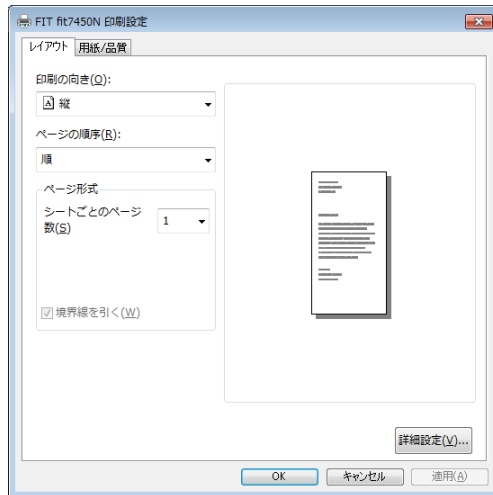 FIT fit7450N 印刷設定
レイアウト 用紙/品質
印刷の向き(O):
A 縦
ページの順序(R):
順
ページ形式
シートごとのページ
数(S)
1
境界線を引く(W)
詳細設定(V)...
OK キャンセル 適用(A)